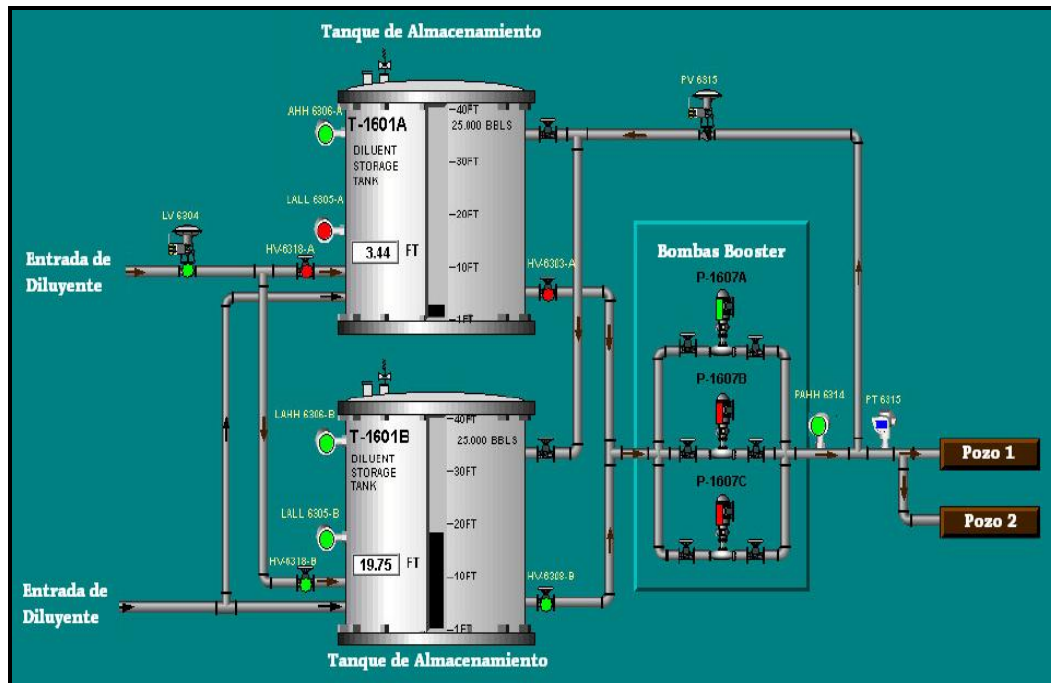 Tanque de Almacenamiento
PV 6315
AHH 6306-A
T-1601A
40FT
25.000 BBLS
DILUENT
STORAGE
TANK
30FT
LALL 6305-A
20FT
LV 6304
HV-6318-A
3.44 FT
10FT
HV-6303-A
1FT
Entrada de
Diluyente
Bombas Booster
P-1607A
P-1607B
P-1607C
PAHH 6314
PT 6315
Pozo 1
Pozo 2
LAHH 6306-B
T-1601B
40FT
25.000 BBLS
DILUENT
STORAGE
TANK
30FT
LALL 6305-B
20FT
HV-6318-B
19.75 FT
10FT
1FT
Entrada de
Diluyente
Tanque de Almacenamiento